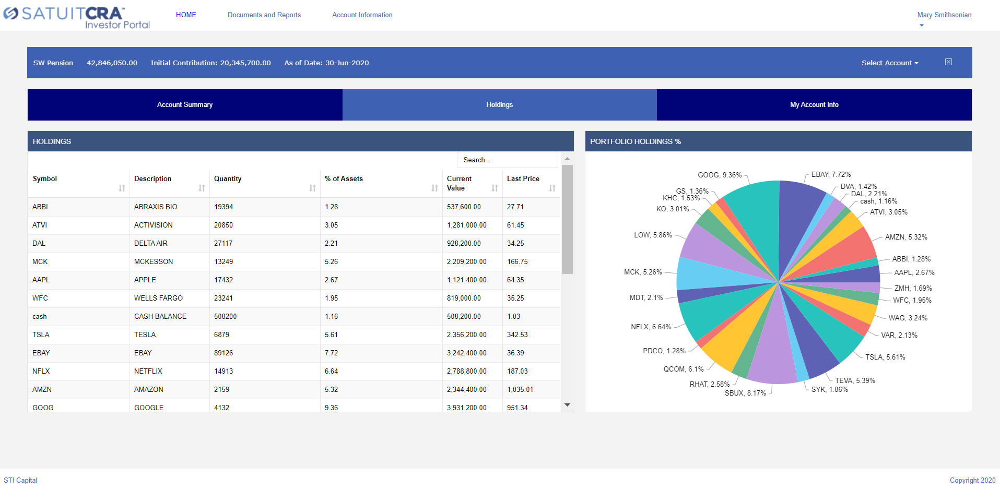 SATUITCRA™
Investor Portal
HOME Documents and Reports Account Information
Mary Smithsonian
SW Pension 42,846,050.00 Initial Contribution: 20,345,700.00 As of Date: 30-Jun-2020 Select Account
Account Summary Holdings My Account Info
HOLDINGS
Search...
Symbol Description Quantity % of Assets Current Value Last Price
ABBI ABRAXIS BIO 19394 1.28 537,600.00 27.71
ATVI ACTIVISION 20850 3.05 1,281,000.00 61.45
DAL DELTA AIR 27117 2.21 928,200.00 34.25
MCK MCKESSON 13249 5.26 2,209,200.00 166.75
AAPL APPLE 17432 2.67 1,121,400.00 64.35
WFC WELLS FARGO 23241 1.95 819,000.00 35.25
cash CASH BALANCE 508200 1.16 508,200.00 1.03
TSLA TESLA 6879 5.61 2,356,200.00 342.53
EBAY EBAY 89126 7.72 3,242,400.00 36.39
NFLX NETFLIX 14913 6.64 2,788,800.00 187.03
AMZN AMAZON 2159 5.32 2,344,400.00 1,035.01
GOOG GOOGLE 4132 9.36 3,931,200.00 951.34
PORTFOLIO HOLDINGS %
EBAY, 7.72%
DVA, 1.42%
DAL, 2.21%
cash, 1.16%
ATVI, 3.05%
AMZN, 5.32%
ABBI, 1.28%
AAPL, 2.67%
ZMH, 1.69%
WFC, 1.95%
WAG, 3.24%
VAR, 2.13%
TSLA, 5.61%
TEVA, 5.39%
SYK, 1.86%
SBUX, 8.17%
RHAT, 2.58%
QCOM, 6.1%
PDCO, 1.28%
NFLX, 6.64%
MDT, 2.1%
MCK, 5.26%
LOW, 5.86%
KO, 3.01%
KHC, 1.53%
GS, 1.36%
GOOG, 9.36%
STI Capital Copyright 2020